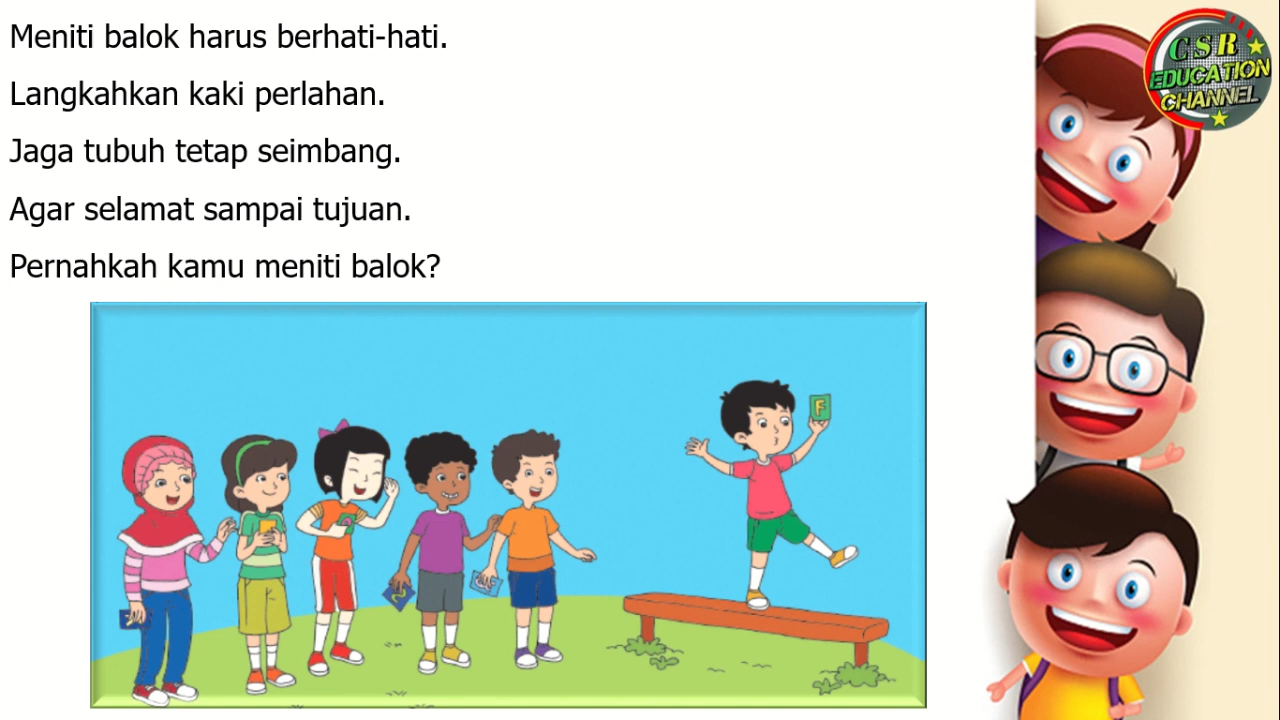 Meniti balok harus berhati-hati.
Langkahkan kaki perlahan.
Jaga tubuh tetap seimbang.
Agar selamat sampai tujuan.
Pernahkah kamu meniti balok?
CSR
EDUCATION
CHANNEL
F